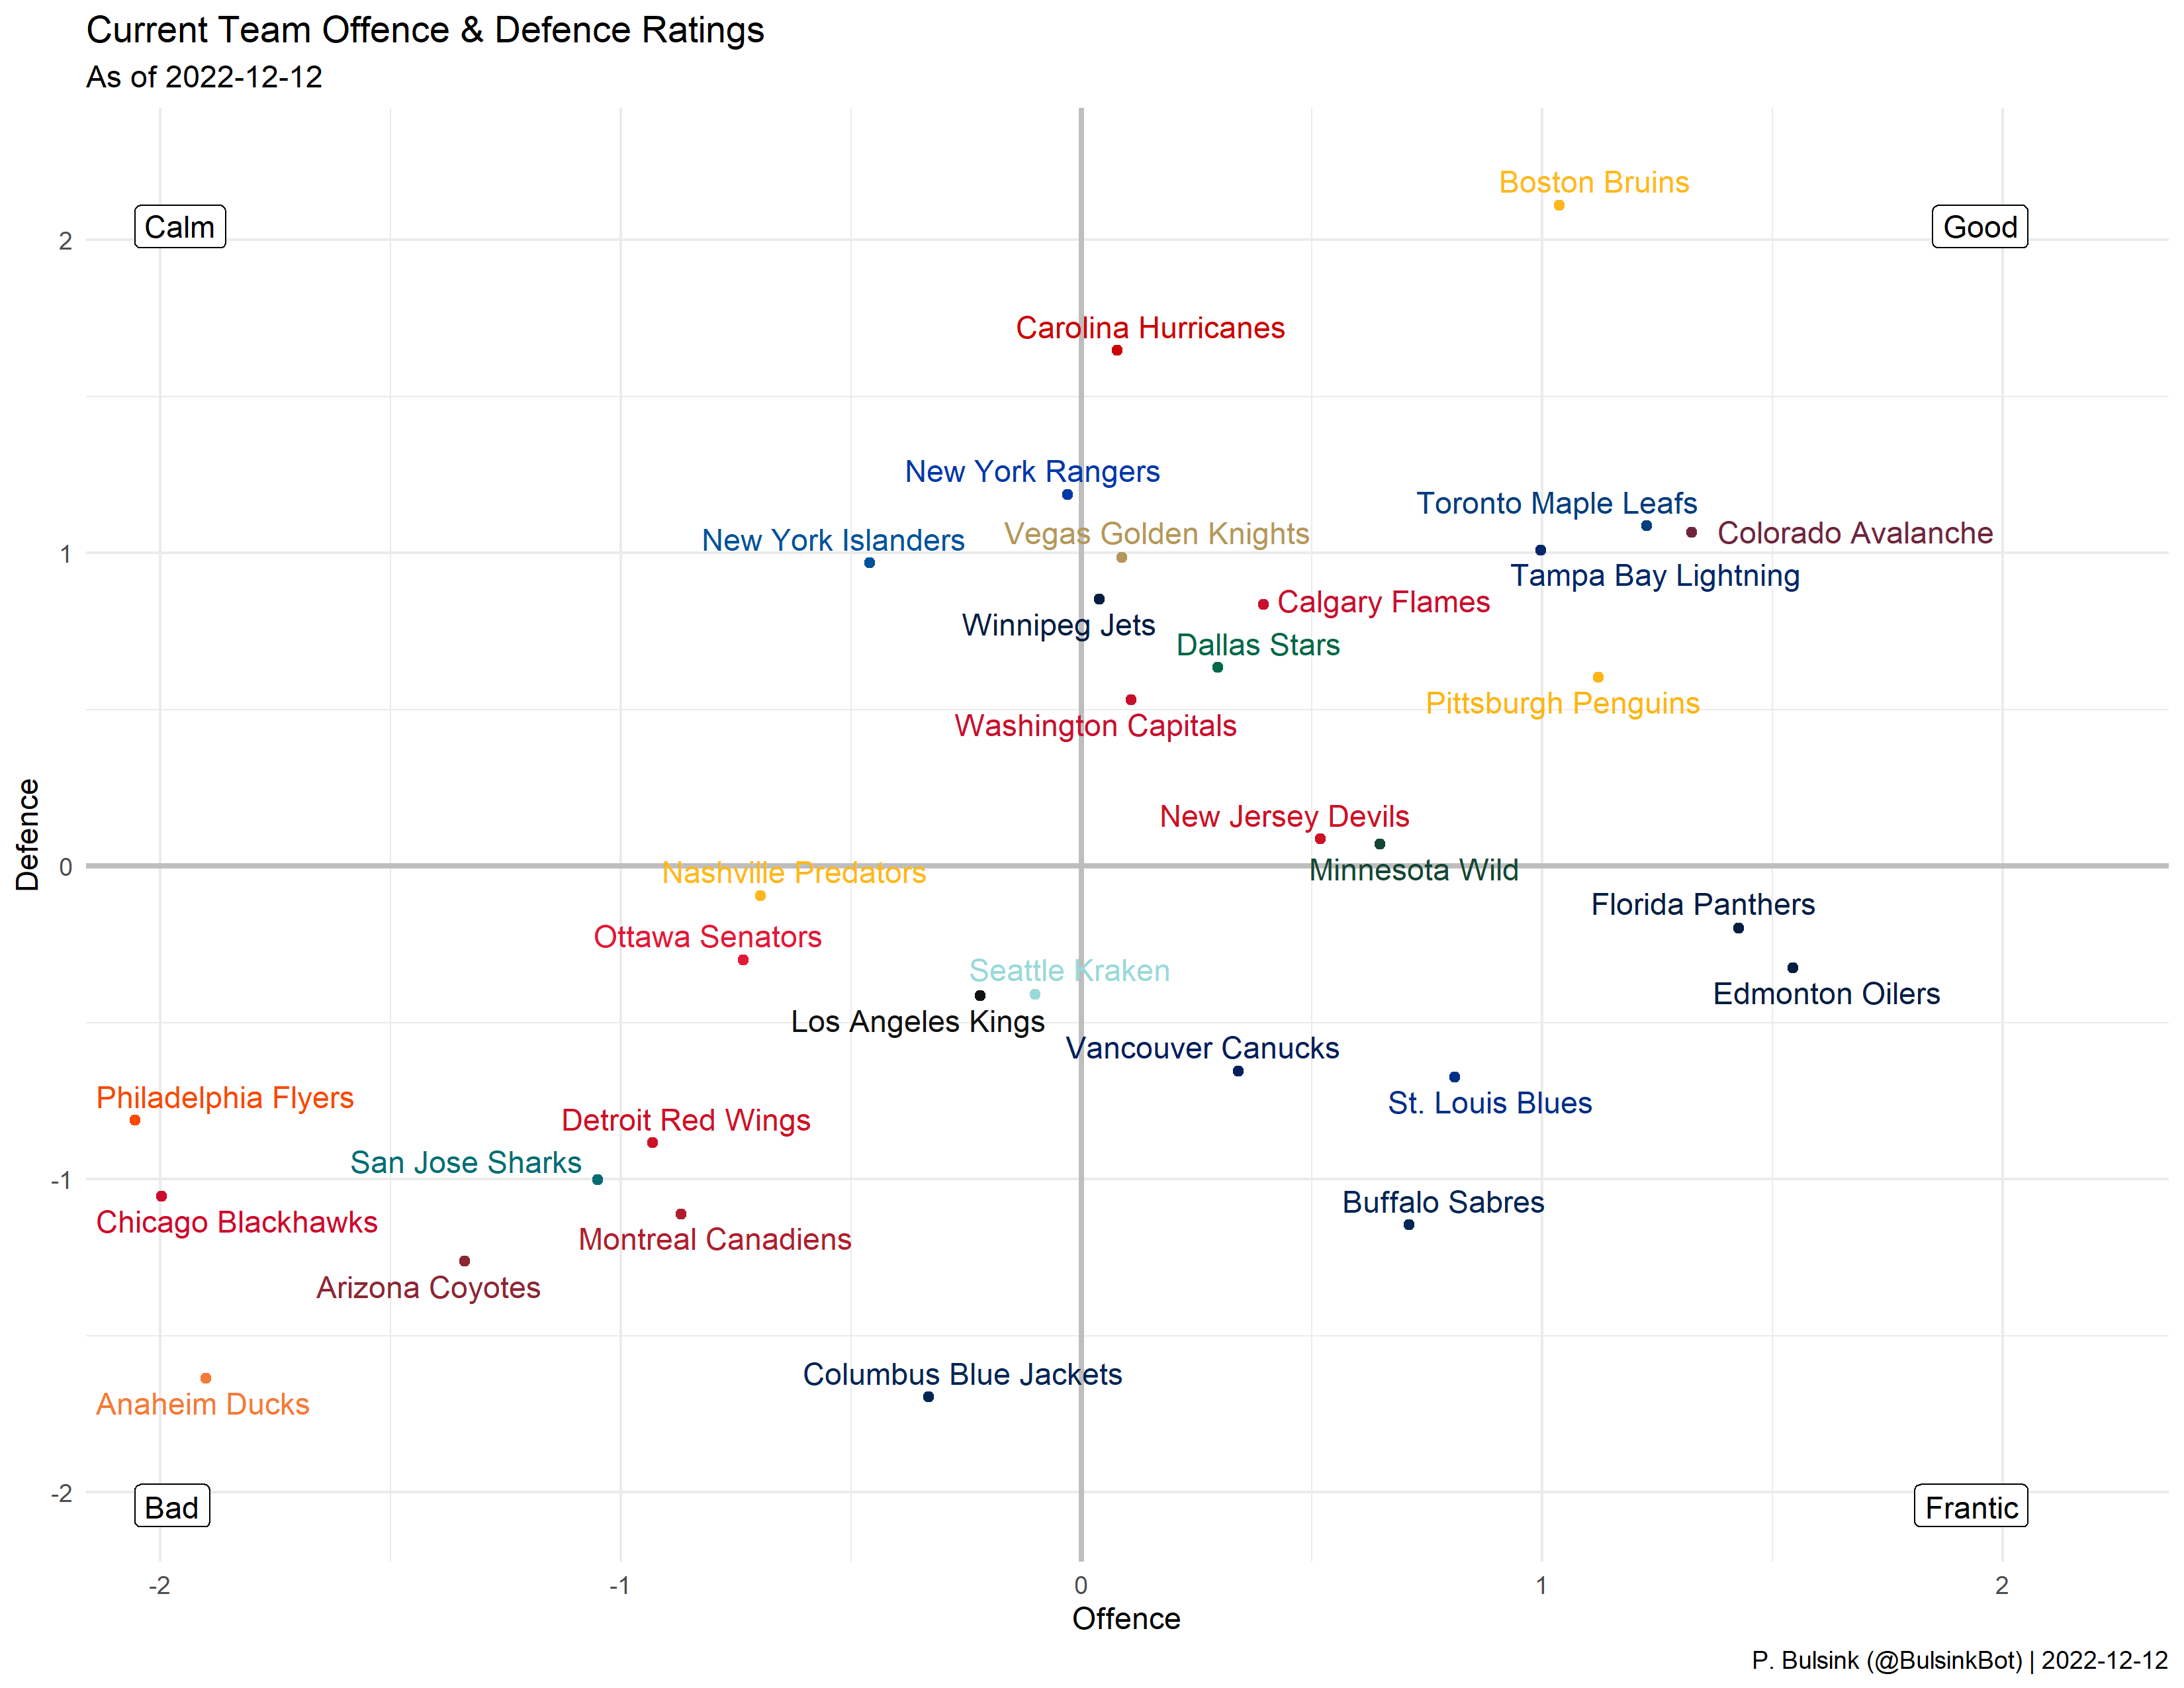 Current Team Offence & Defence Ratings
As of 2022-12-12
Boston Bruins
Calm
Good
2
Carolina Hurricanes
New York Rangers
Toronto Maple Leafs
New York Islanders
Vegas Golden Knights
Colorado Avalanche
1
Tampa Bay Lightning
Calgary Flames
Winnipeg Jets
Dallas Stars
Pittsburgh Penguins
Washington Capitals
New Jersey Devils
Defence
0
Nashville Predators
Minnesota Wild
Florida Panthers
Ottawa Senators
Seattle Kraken
Edmonton Oilers
Los Angeles Kings
Vancouver Canucks
Philadelphia Flyers
St. Louis Blues
Detroit Red Wings
San Jose Sharks
-1
Buffalo Sabres
Chicago Blackhawks
Montreal Canadiens
Arizona Coyotes
Columbus Blue Jackets
Anaheim Ducks
-2
Bad
Frantic
-2 -1 0 1 2
Offence
P. Bulsink (@BulsinkBot) | 2022-12-12